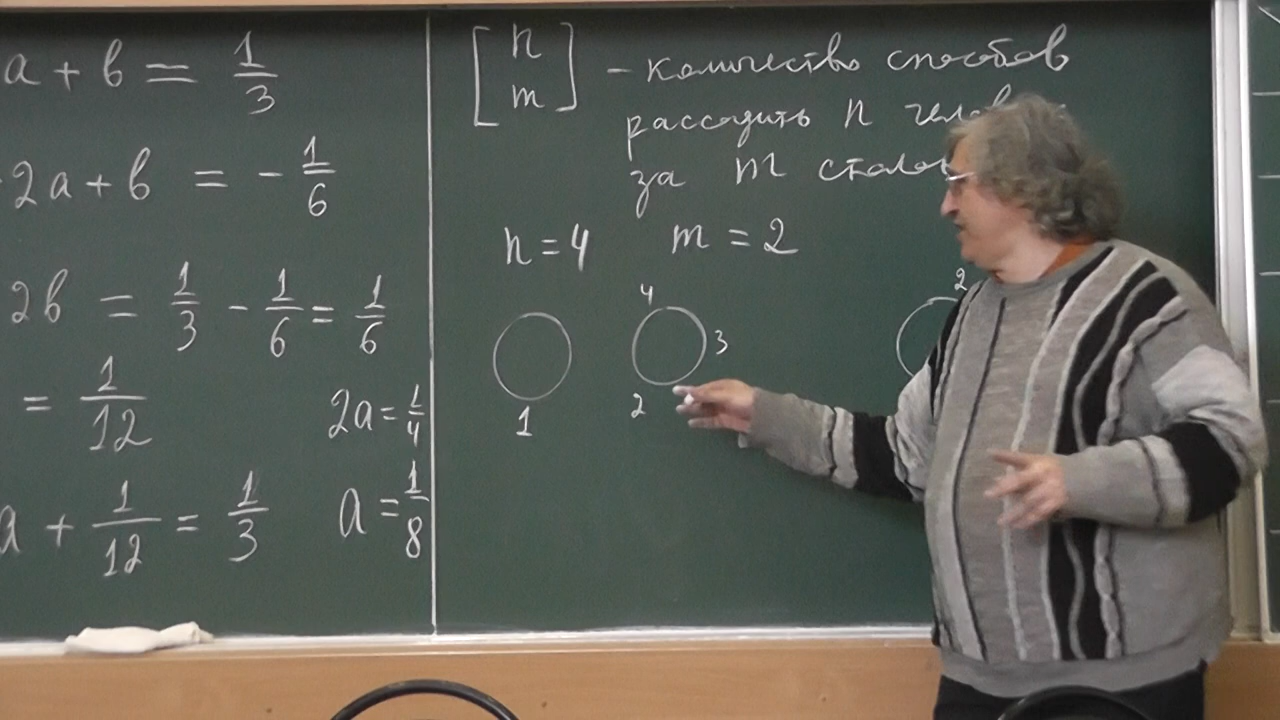 a + b = 1/3
2a + b = - 1/6
2b = 1/3 - 1/6 = 1/6
= 1/12
2a = 1/4
a + 1/12 = 1/3
a = 1/8
[n m] - количество способов
рассадить n
за m
n = 4 m = 2
4
3
2
1
2